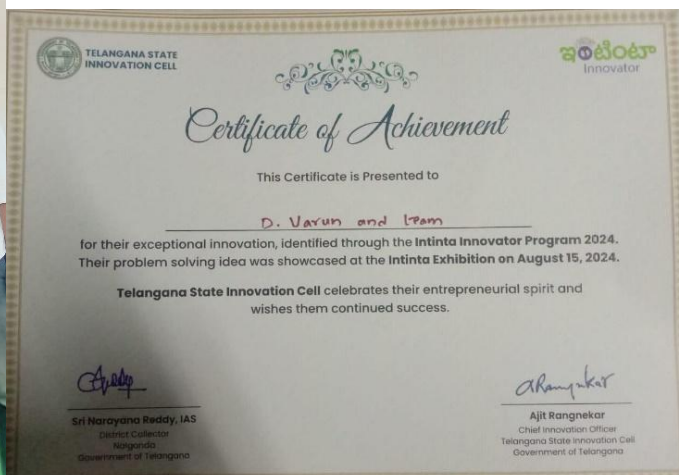 TELANGANA STATE
INNOVATION CELL
ఇంటింటా
Innovator
Certificate of Achievement
This Certificate is Presented to
D. Varun and team
for their exceptional innovation, identified through the Intinta Innovator Program 2024.
Their problem solving idea was showcased at the Intinta Exhibition on August 15, 2024.
Telangana State Innovation Cell celebrates their entrepreneurial spirit and
wishes them continued success.
Sri Narayana Reddy, IAS
District Collector
Nalgonda
Government of Telangana
ARangnekar
Ajit Rangnekar
Chief Innovation Officer
Telangana State Innovation Cell
Government of Telangana